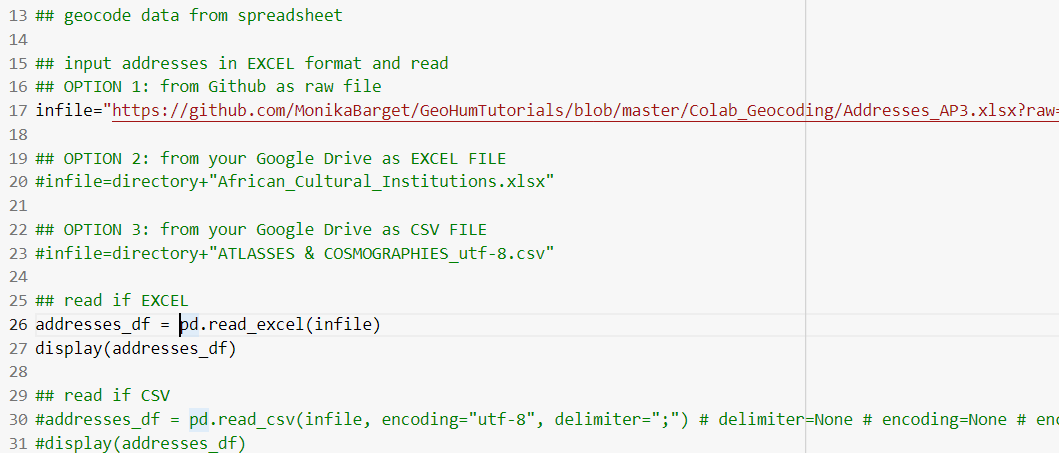 13 ## geocode data from spreadsheet
14
15 ## input addresses in EXCEL format and read
16 ## OPTION 1: from Github as raw file
17 infile="https://github.com/MonikaBarget/GeoHumTutorials/blob/master/Colab_Geocoding/Addresses_AP3.xlsx?raw=
18
19 ## OPTION 2: from your Google Drive as EXCEL FILE
20 #infile=directory+"African_Cultural_Institutions.xlsx"
21
22 ## OPTION 3: from your Google Drive as CSV FILE
23 #infile=directory+"ATLASSES & COSMOGRAPHIES_utf-8.csv"
24
25 ## read if EXCEL
26 addresses_df = pd.read_excel(infile)
27 display(addresses_df)
28
29 ## read if CSV
30 #addresses_df = pd.read_csv(infile, encoding="utf-8", delimiter=";") # delimiter=None # encoding=None # enc
31 #display(addresses_df)